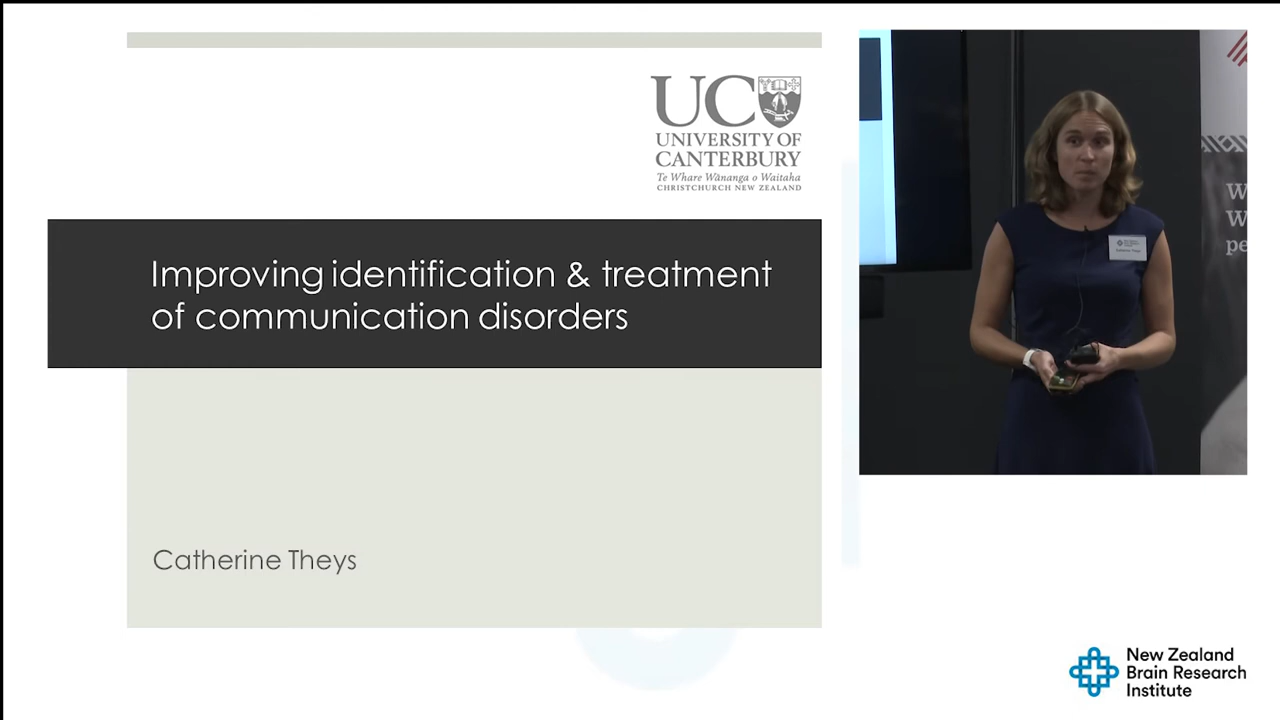 UC
UNIVERSITY OF
CANTERBURY
Te Whare Wānanga o Waitaha
CHRISTCHURCH NEW ZEALAND
Improving identification & treatment
of communication disorders
Catherine Theys
W
W
pe
New Zealand
Brain Research
Institute